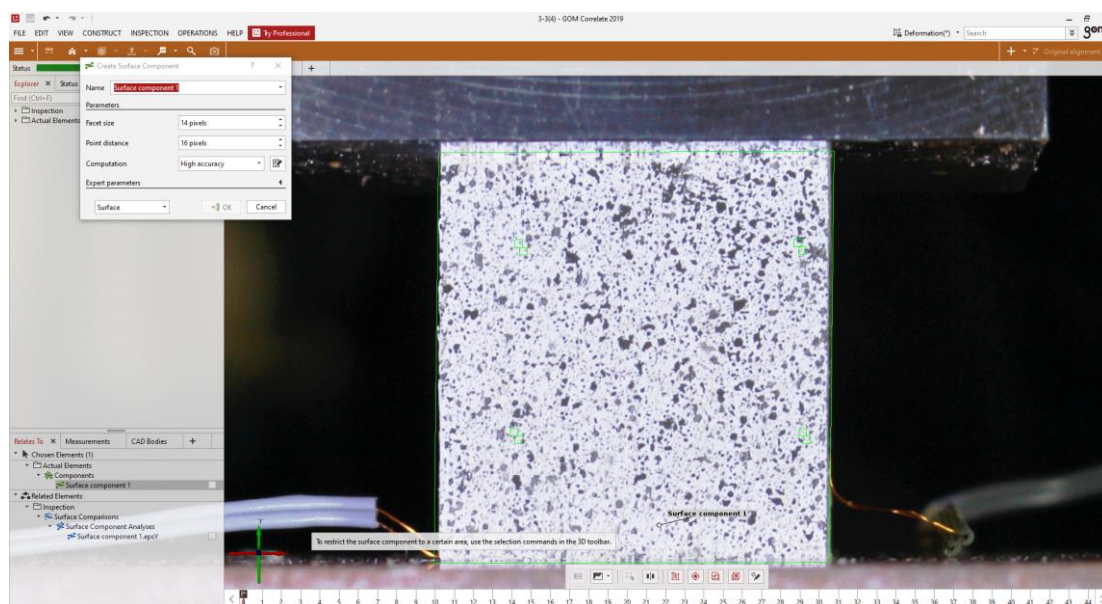 3-3(4) - GOM Correlate 2019
FILE EDIT VIEW CONSTRUCT INSPECTION OPERATIONS HELP Try Professional
Deformation(*) Search
gom
Original alignment
Status
Create Surface Component ? ×
Name Surface component 1
Parameters
Facet size 14 pixels
Point distance 16 pixels
Computation High accuracy
Expert parameters
Surface OK Cancel
Explorer × Status
Find (Ctrl+F)
Inspection
Actual Elements
Relates To × Measurements CAD Bodies +
Chosen Elements (1)
Actual Elements
Components
Surface component 1
Related Elements
Inspection
Surface Comparisons
Surface Component Analyses
Surface component 1.epsY
Surface component 1
Y
To restrict the surface component to a certain area, use the selection commands in the 3D toolbar.
1 2 3 4 5 6 7 8 9 10 11 12 13 14 15 16 17 18 19 20 21 22 23 24 25 26 27 28 29 30 31 32 33 34 35 36 37 38 39 40 41 42 43 44